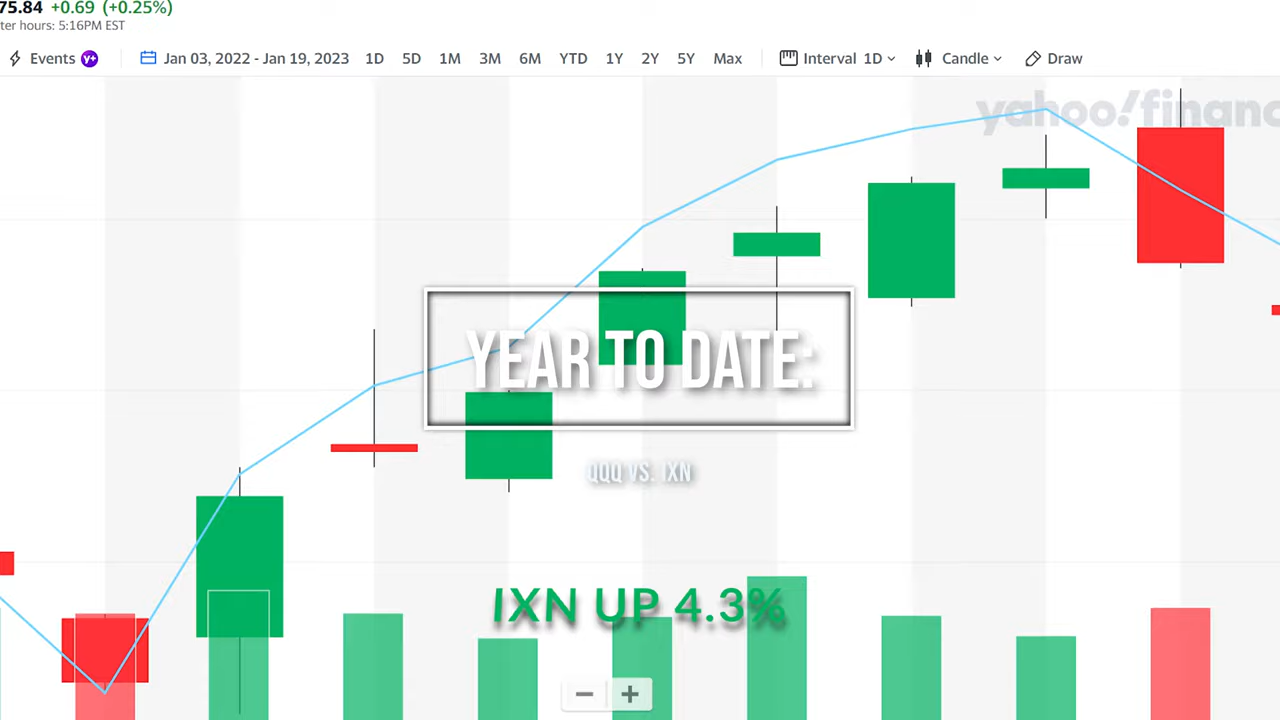 75.84 +0.69 (+0.25%)
ter hours: 5:16PM EST
Events y+ Jan 03, 2022 - Jan 19, 2023 1D 5D 1M 3M 6M YTD 1Y 2Y 5Y Max Interval 1D Candle Draw
yahoo!financ
YEAR TO DATE:
QQQ VS. IXN
IXN UP 4.3%